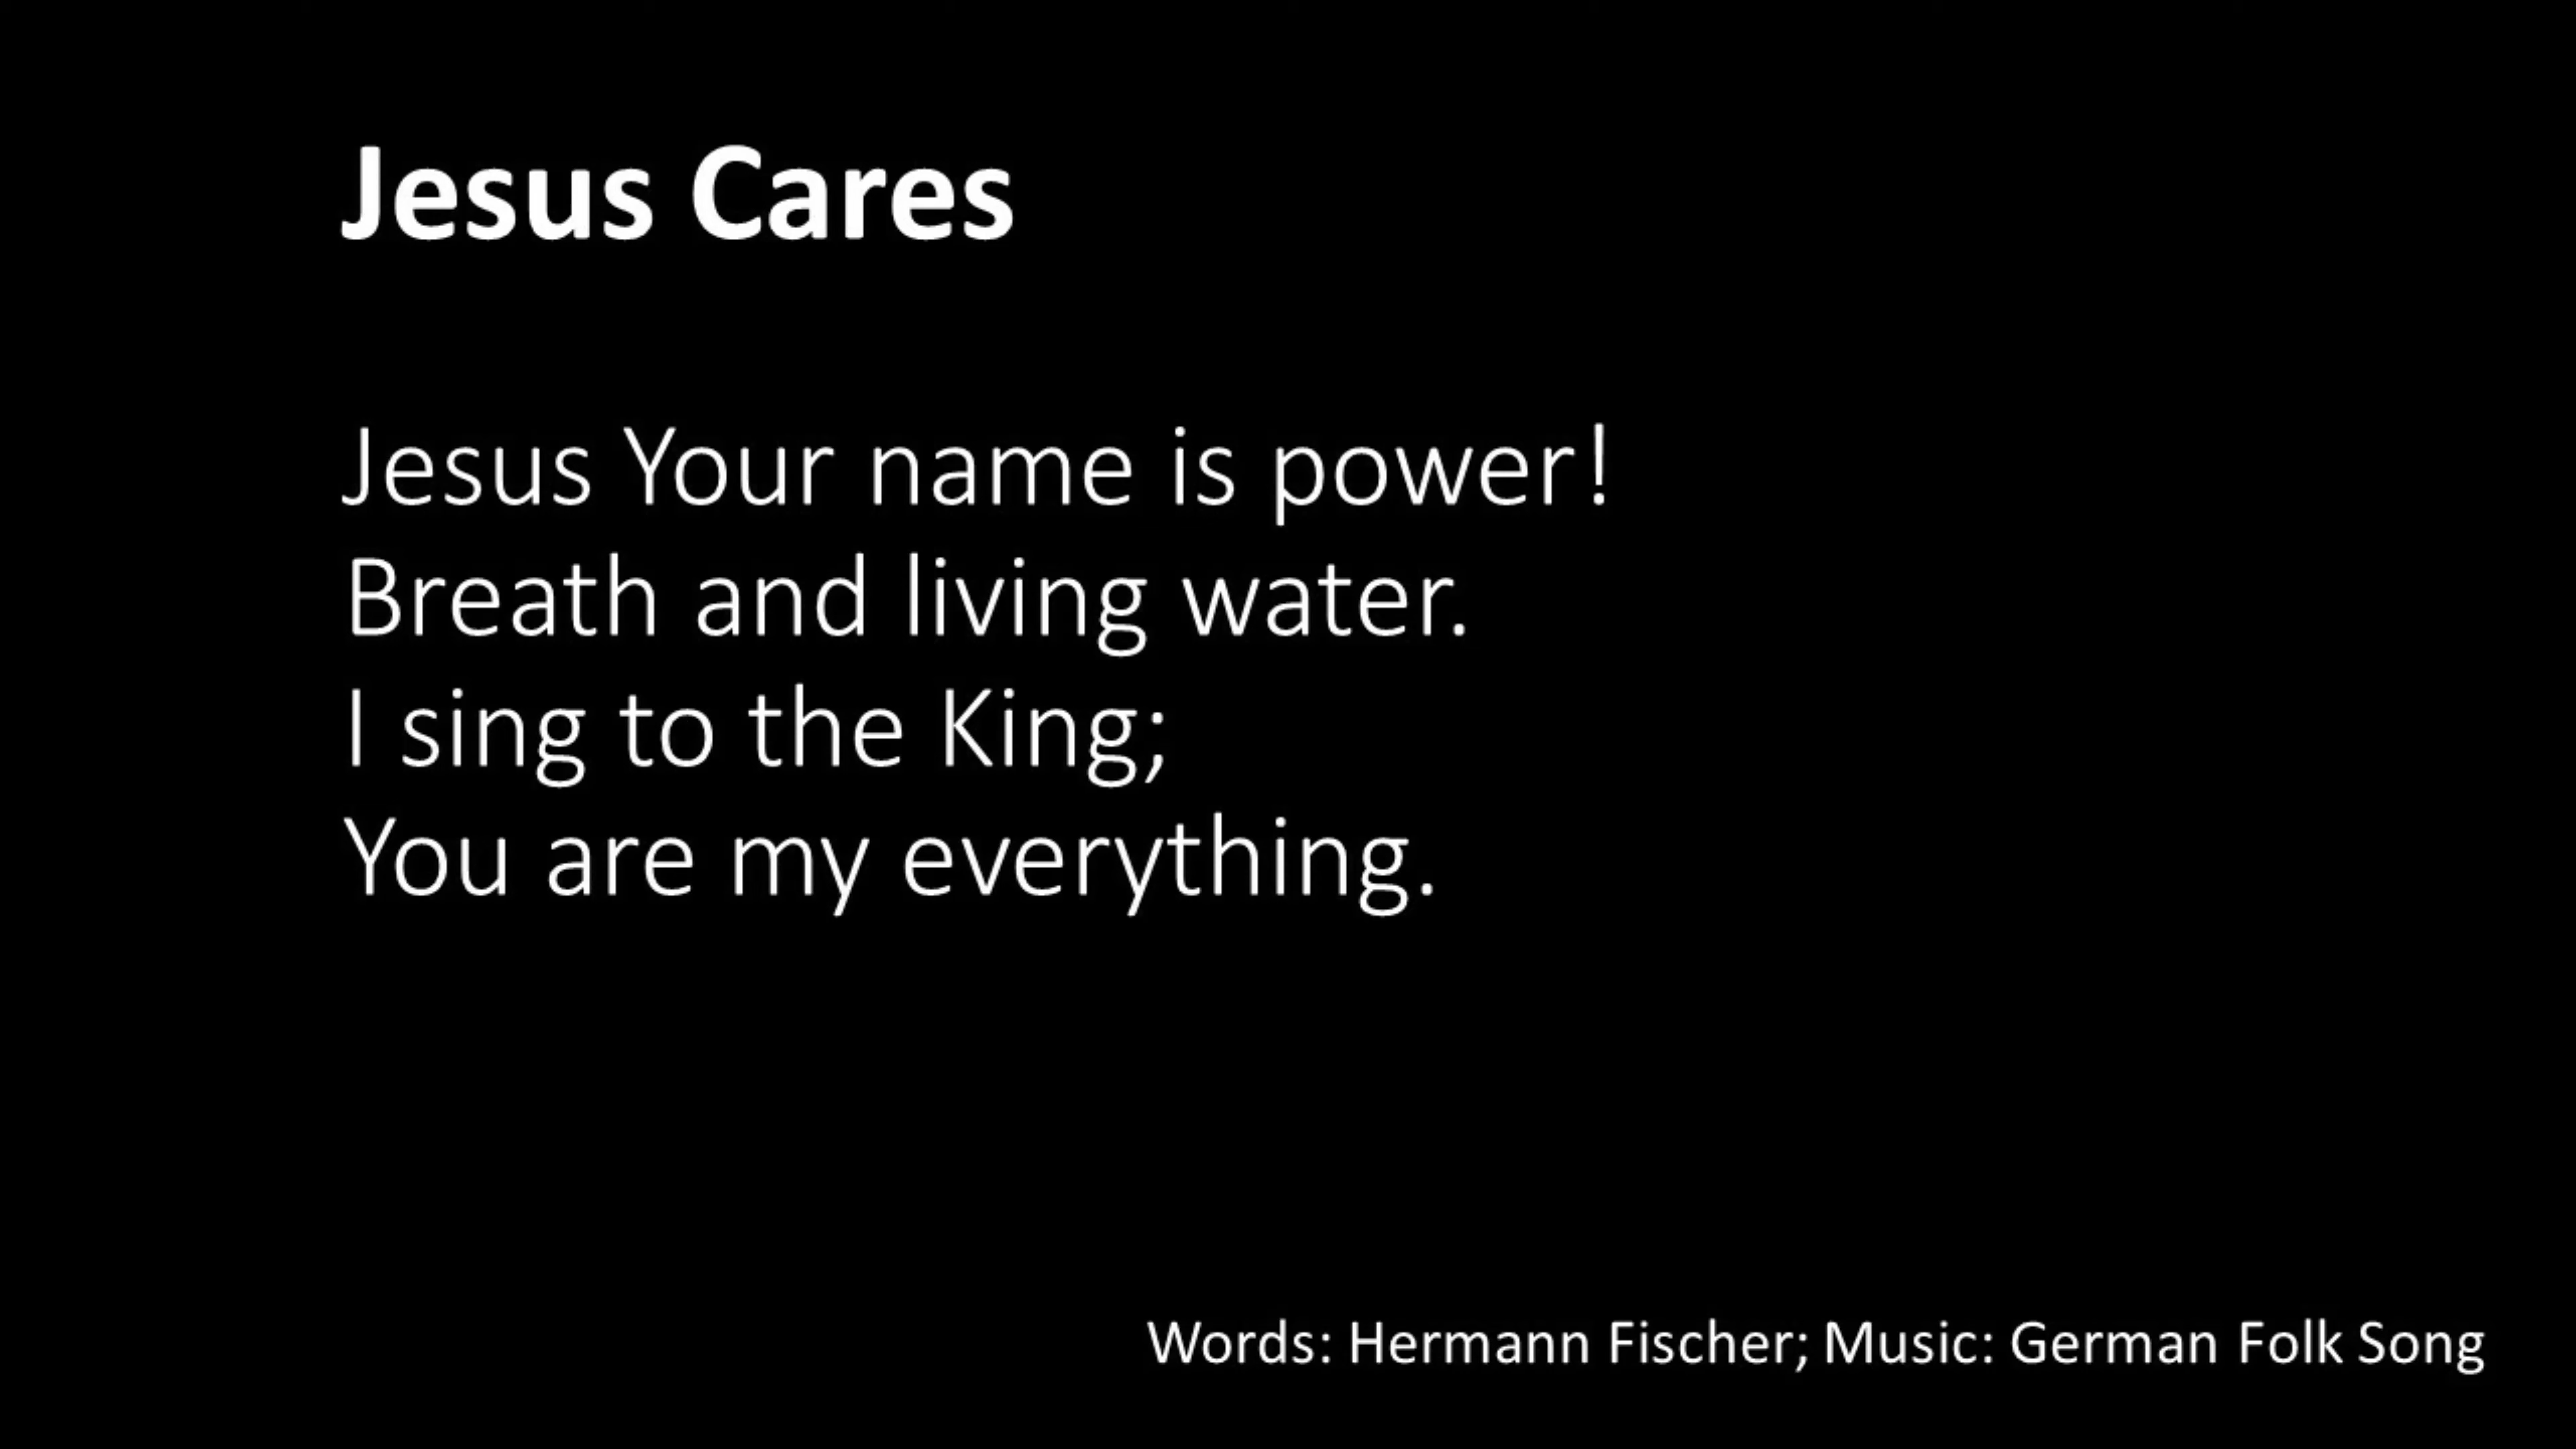 Jesus Cares
Jesus Your name is power!
Breath and living water.
I sing to the King;
You are my everything.
Words: Hermann Fischer; Music: German Folk Song